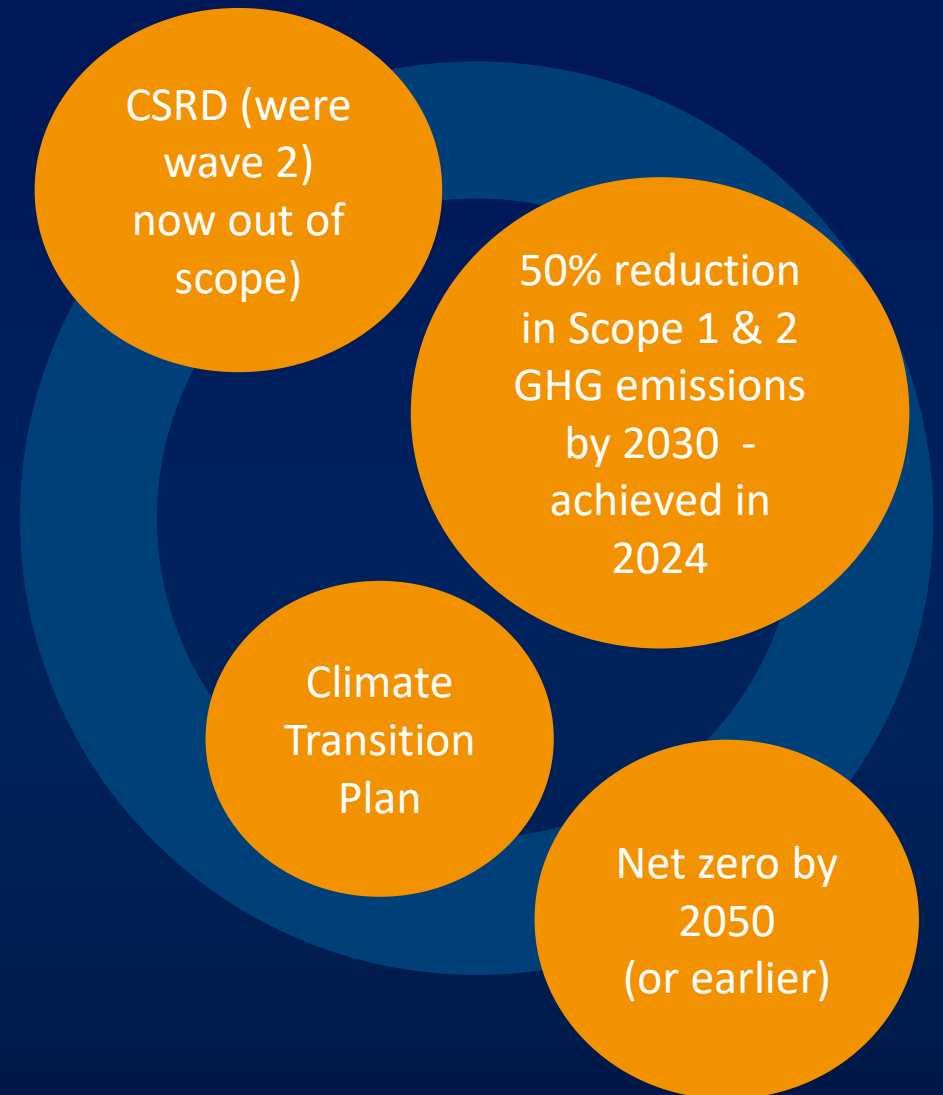 CSRD (were
wave 2)
now out of
scope)
50% reduction
in Scope 1 & 2
GHG emissions
by 2030 -
achieved in
2024
Climate
Transition
Plan
Net zero by
2050
(or earlier)